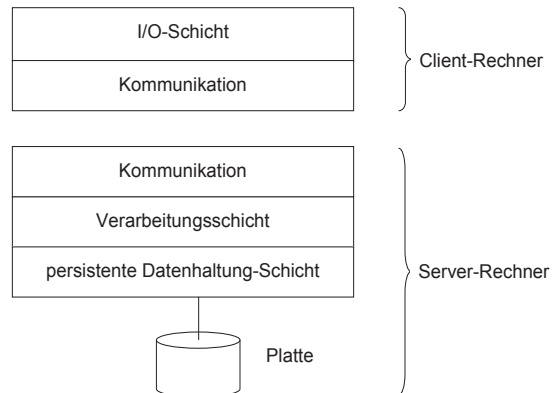 I/O-Schicht
Kommunikation
Client-Rechner
Kommunikation
Verarbeitungsschicht
persistente Datenhaltung-Schicht
Server-Rechner
Platte